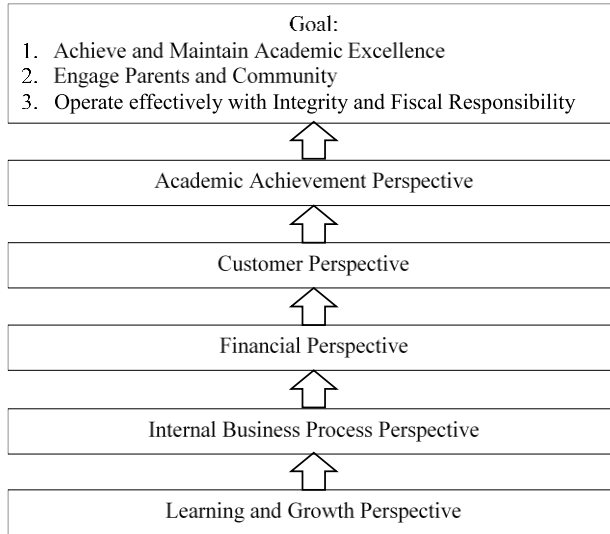 Goal:
1. Achieve and Maintain Academic Excellence
2. Engage Parents and Community
3. Operate effectively with Integrity and Fiscal Responsibility
Academic Achievement Perspective
Customer Perspective
Financial Perspective
Internal Business Process Perspective
Learning and Growth Perspective